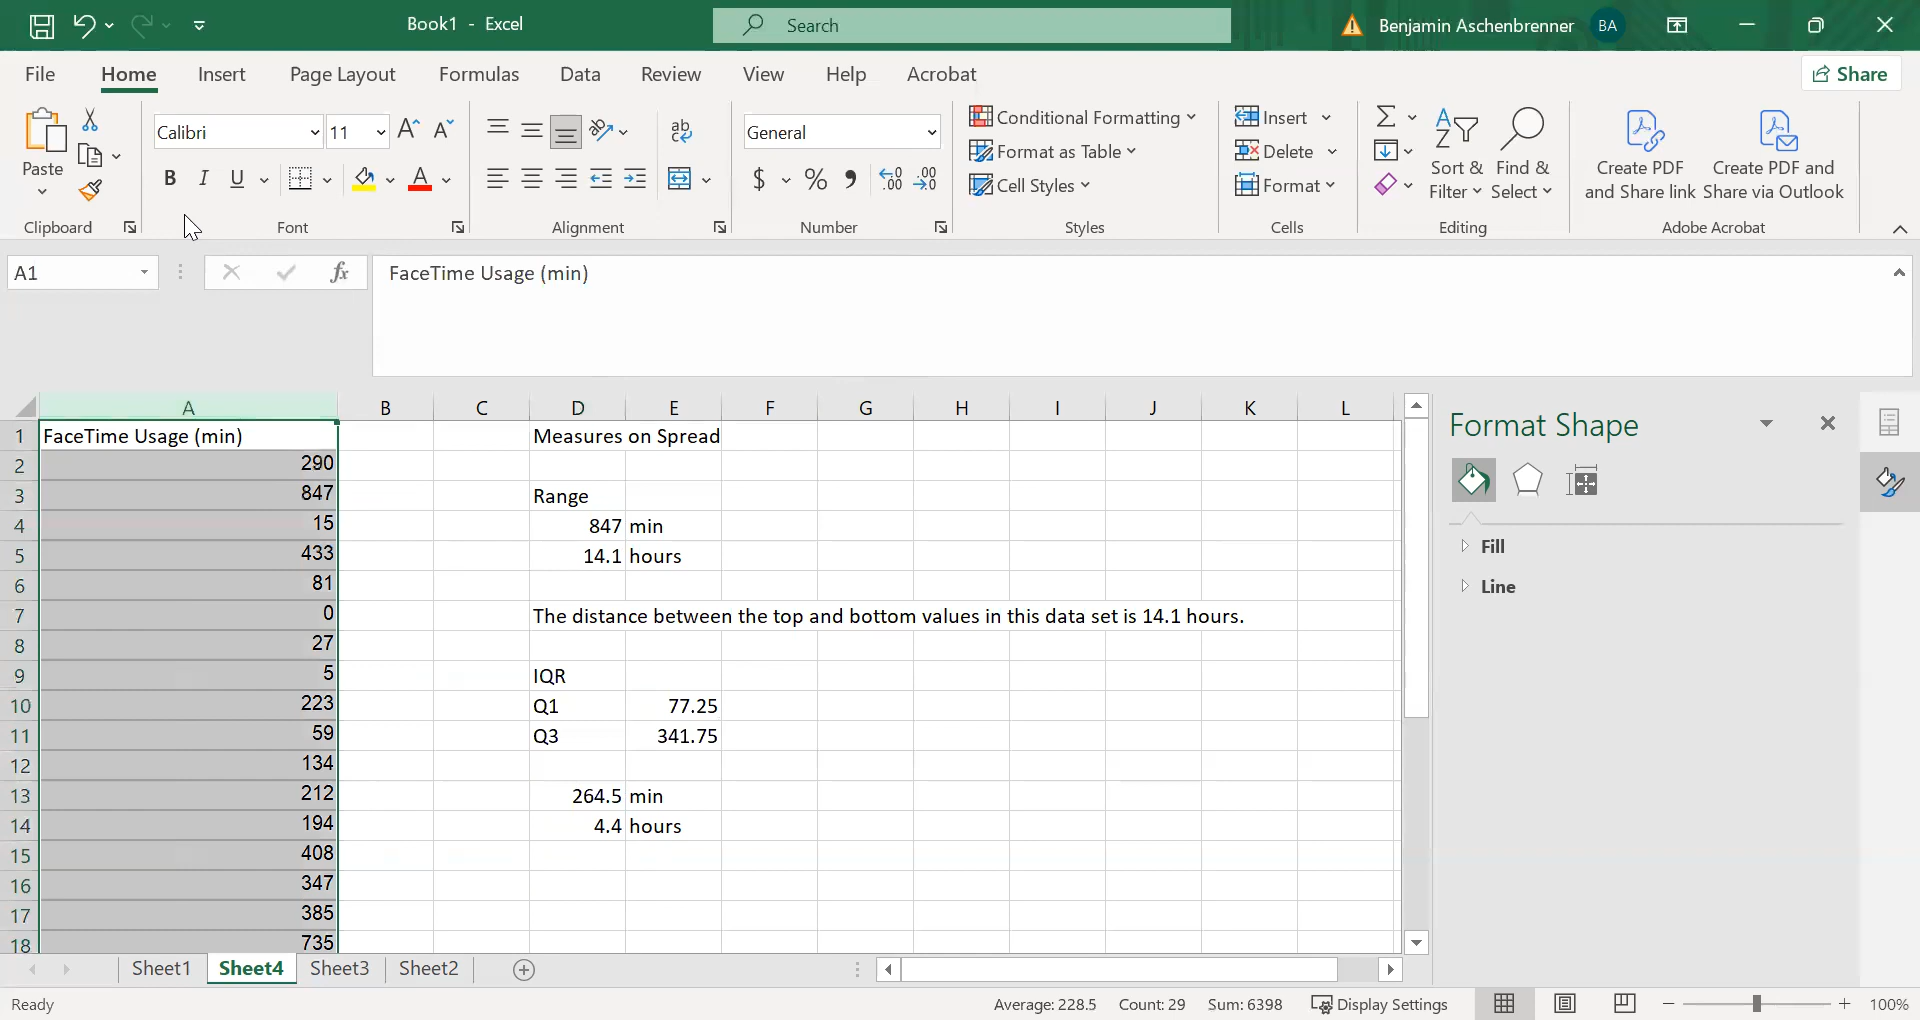 Book1 - Excel
Search
Benjamin Aschenbrenner
BA
File
Home
Insert
Page Layout
Formulas
Data
Review
View
Help
Acrobat
Share
Paste
Clipboard
Calibri
11
A^
A˅
B
I
U
A
Font
ab
Alignment
General
$
%
,
←0 .00
.00 →0
Number
Conditional Formatting
Format as Table
Cell Styles
Styles
Insert
Delete
Format
Cells
Σ
A
Z
Sort &
Filter
Find &
Select
Editing
Create PDF
and Share link
Create PDF and
Share via Outlook
Adobe Acrobat
A1
fx
FaceTime Usage (min)
A B C D E F G H I J K L
1 FaceTime Usage (min) Measures on Spread
2 290
3 847 Range
4 15 847 min
5 433 14.1 hours
6 81
7 0 The distance between the top and bottom values in this data set is 14.1 hours.
8 27
9 5 IQR
10 223 Q1 77.25
11 59 Q3 341.75
12 134
13 212 264.5 min
14 194 4.4 hours
15 408
16 347
17 385
18 735
Format Shape
Fill
Line
Sheet1
Sheet4
Sheet3
Sheet2
Ready
Average: 228.5
Count: 29
Sum: 6398
Display Settings
100%